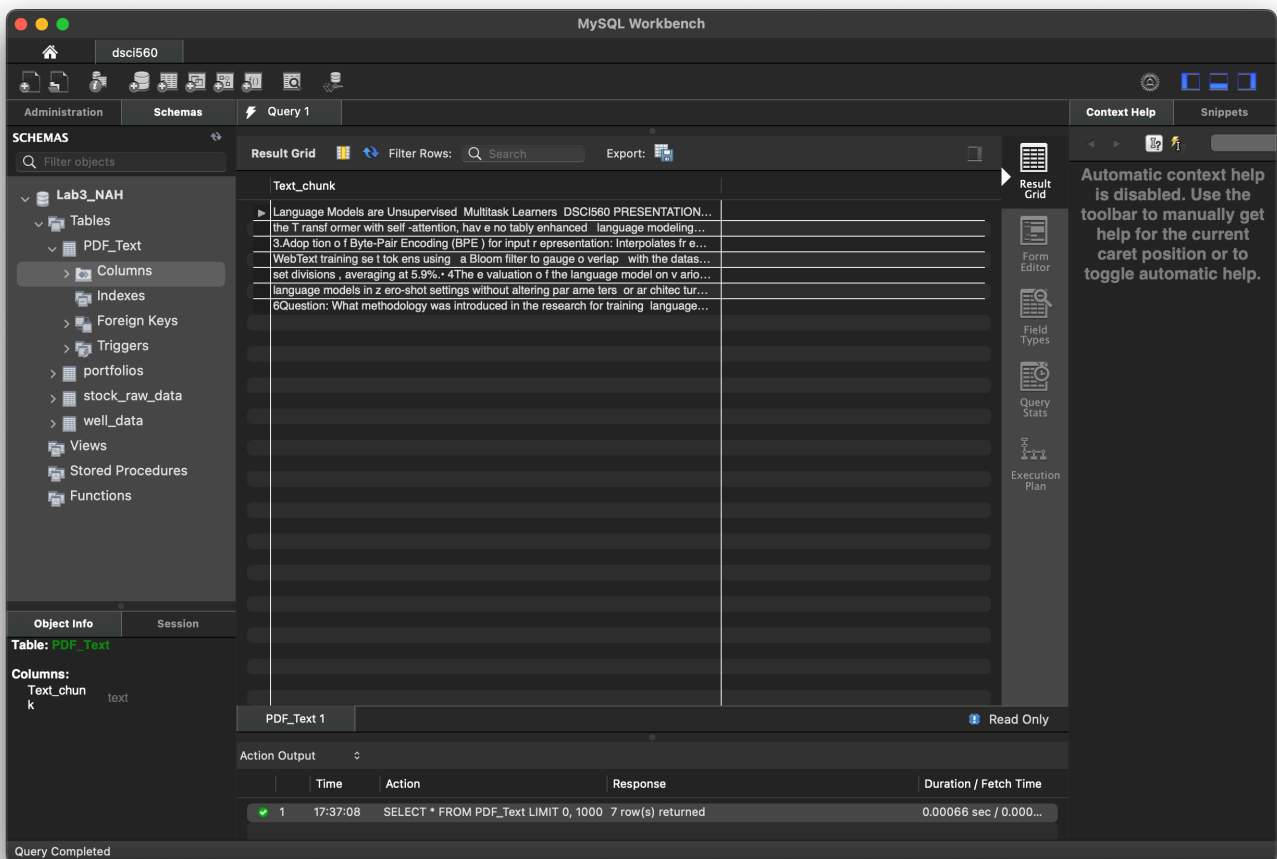 MySQL Workbench
dsci560
Administration
Schemas
Query 1
Context Help
Snippets
SCHEMAS
Filter objects
Lab3_NAH
Tables
PDF_Text
Columns
Indexes
Foreign Keys
Triggers
portfolios
stock_raw_data
well_data
Views
Stored Procedures
Functions
Object Info
Session
Table: PDF_Text
Columns:
Text_chun text
k
Result Grid Filter Rows: Search Export:
Text_chunk
Language Models are Unsupervised Multitask Learners DSCI560 PRESENTATION...
the T ransf ormer with self -attention, hav e no tably enhanced language modeling...
3.Adop tion o f Byte-Pair Encoding (BPE ) for input r epresentation: Interpolates fr e...
WebText training se t tok ens using a Bloom filter to gauge o verlap with the datas...
set divisions , averaging at 5.9%.• 4The e valuation o f the language model on v ario...
language models in z ero-shot settings without altering par ame ters or ar chitec tur...
6Question: What methodology was introduced in the research for training language...
Result
Grid
Form
Editor
Field
Types
Query
Stats
Execution
Plan
Automatic context help
is disabled. Use the
toolbar to manually get
help for the current
caret position or to
toggle automatic help.
PDF_Text 1
Read Only
Action Output
Time Action Response Duration / Fetch Time
1 17:37:08 SELECT * FROM PDF_Text LIMIT 0, 1000 7 row(s) returned 0.00066 sec / 0.000...
Query Completed